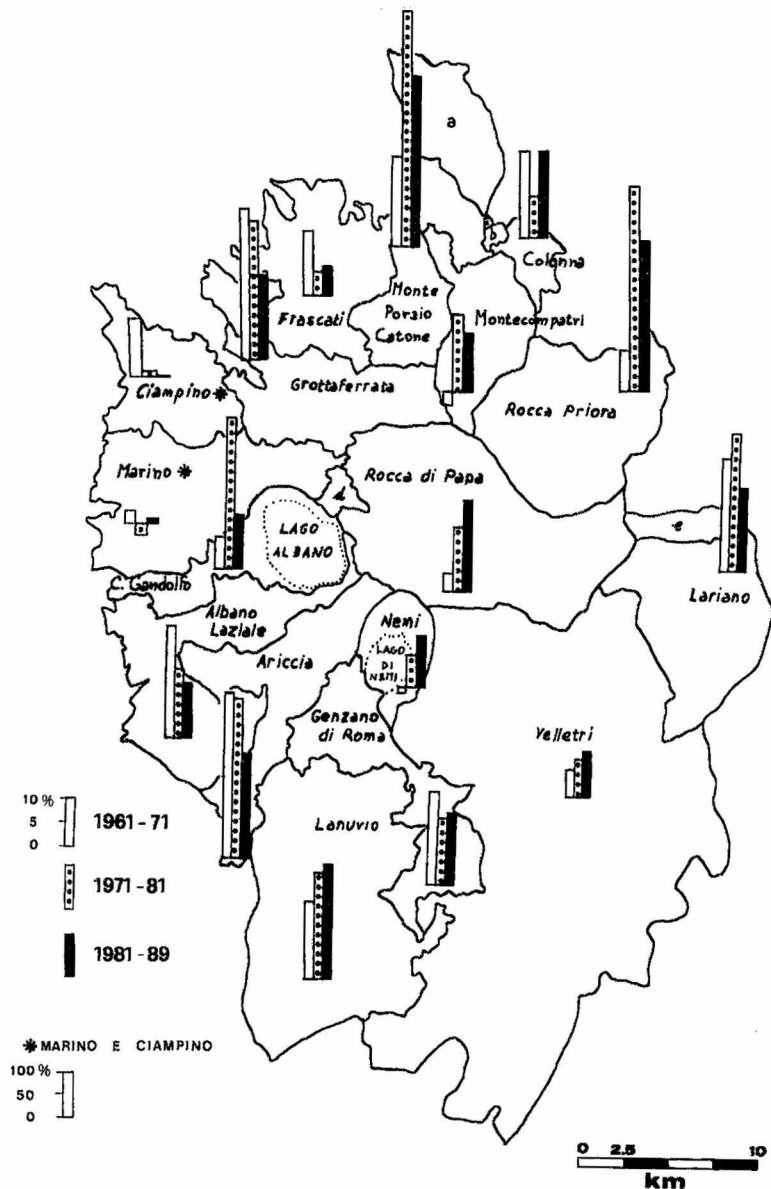 a
b
Colonna
Frascati
Monte
Porzio
Catone
Montecompatri
Ciampino*
Grottaferrata
Rocca Priora
Marino*
Rocca di Papa
d
LAGO
ALBANO
e
C. Gandolfo
Lariano
Albano
Laziale
Nemi
Ariccia
LAGO
DI
NEMI
Genzano
di Roma
Velletri
Lanuvio
10 %
5
0
1961-71
1971-81
1981-89
*MARINO E CIAMPINO
100 %
50
0
0 2.5 10
km